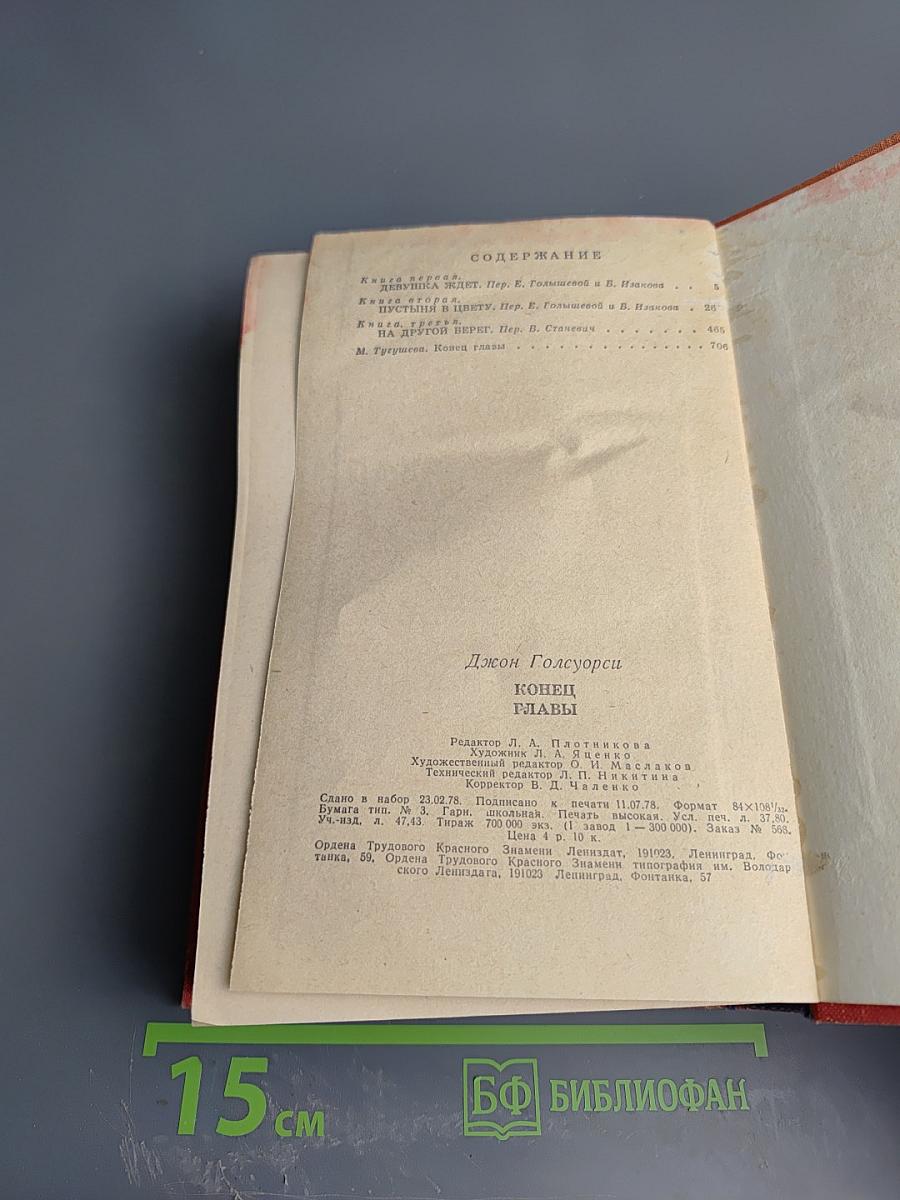 СОДЕРЖАНИЕ
Книга первая.
ДЕВУШКА ЖДЕТ. Пер. Е. Голышевой и Б. Изакова . . 5
Книга вторая.
ПУСТЫНЯ В ЦВЕТУ. Пер. Е. Голышевой и Б. Изакова .
Книга третья.
НА ДРУГОЙ БЕРЕГ. Пер. В. Станевич . . . . . . . 465
М. Тугушева. Конец главы . . . . . . . . . . . . . . . . 706
Джон Голсуорси
КОНЕЦ
ГЛАВЫ
Редактор Л. А. Плотникова
Художник Л. А. Яценко
Художественный редактор О. И. Маслаков
Технический редактор Л. П. Никитина
Корректор В. Д. Чаленко
Сдано в набор 23.02.78. Подписано к печати 11.07.78. Формат 84×108¹/₃₂.
Бумага тип. № 3. Гарн. школьная. Печать высокая. Усл. печ. л. 37,80.
Уч.-изд. л. 47,43. Тираж 700 000 экз. (I завод 1—300 000). Заказ № 568.
Цена 4 р. 10 к.
Ордена Трудового Красного Знамени Лениздат, 191023, Ленинград, Фон-
танка, 59. Ордена Трудового Красного Знамени типография им. Володар
ского Лениздата, 191023 Ленинград, Фонтанка, 57
15 см
БФ БИБЛИОФАН